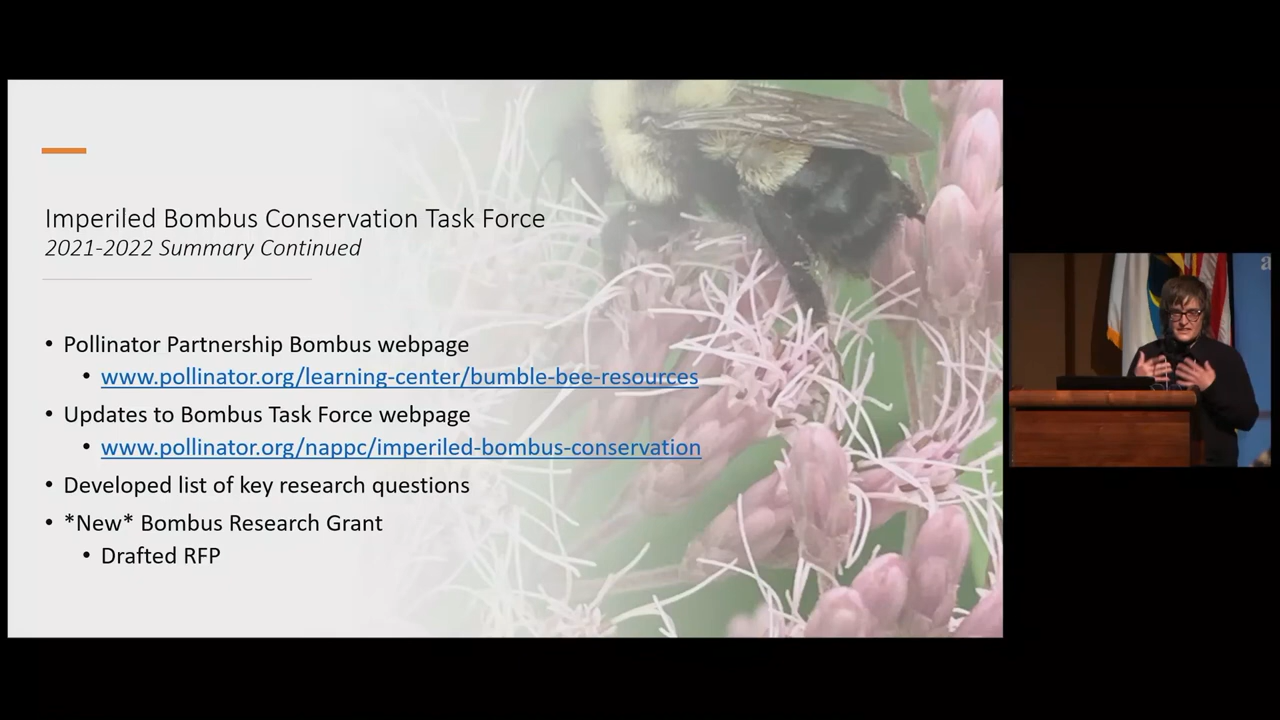 Imperiled Bombus Conservation Task Force
2021-2022 Summary Continued
• Pollinator Partnership Bombus webpage
• www.pollinator.org/learning-center/bumble-bee-resources
• Updates to Bombus Task Force webpage
• www.pollinator.org/nappc/imperiled-bombus-conservation
• Developed list of key research questions
• *New* Bombus Research Grant
• Drafted RFP